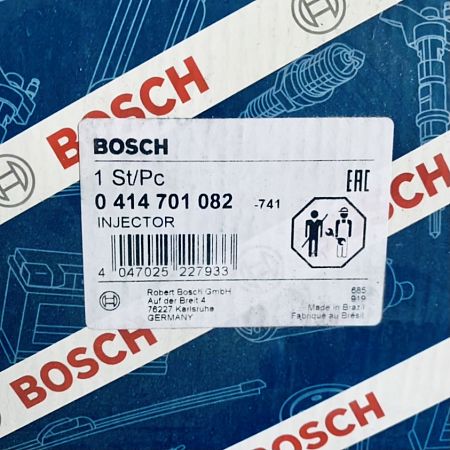 BOSCH
BOSCH
BOSCH
1 St/Pc
EAC
0 414 701 082 -741
INJECTOR
4 047025 227933
Robert Bosch GmbH
Auf der Breit 4
76227 Karlsruhe
GERMANY
685
919
Made in Brazil
Fabriqué au Brésil
BOSCH
BOSCH